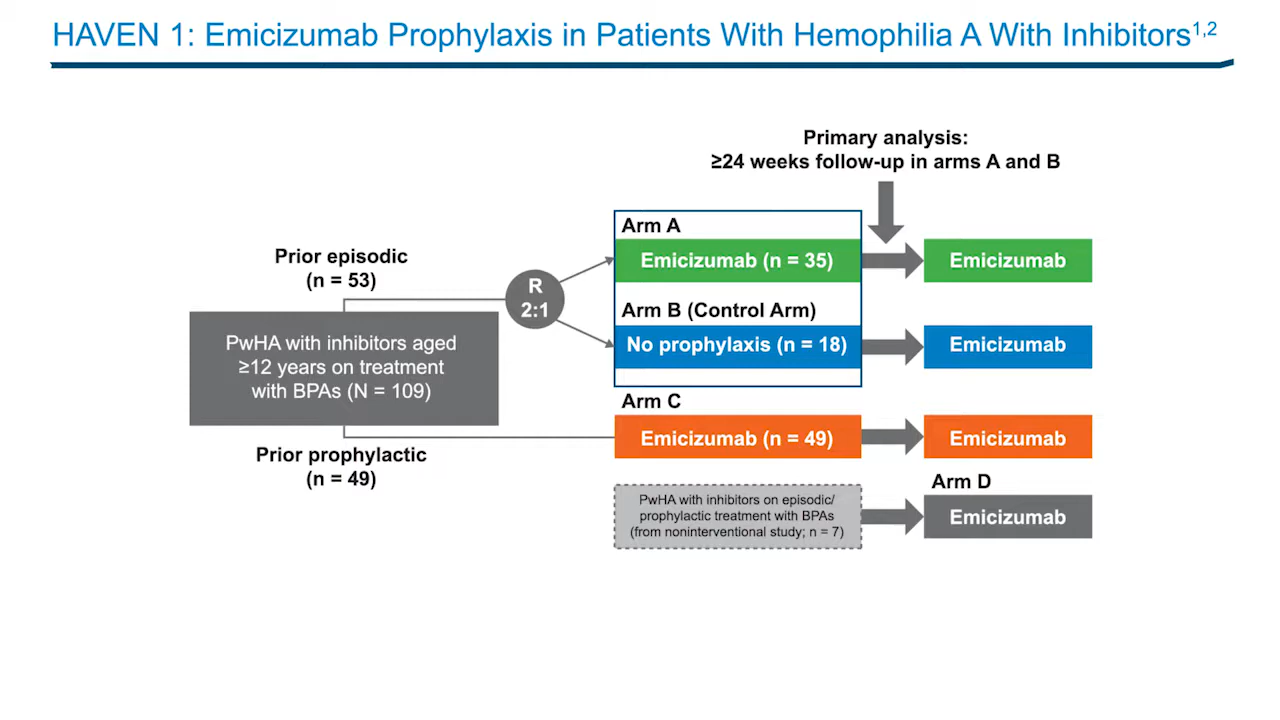 HAVEN 1: Emicizumab Prophylaxis in Patients With Hemophilia A With Inhibitors1,2
Primary analysis:
≥24 weeks follow-up in arms A and B
Prior episodic
(n = 53)
R
2:1
Arm A
Emicizumab (n = 35)
Emicizumab
Arm B (Control Arm)
No prophylaxis (n = 18)
Emicizumab
PwHA with inhibitors aged
≥12 years on treatment
with BPAs (N = 109)
Prior prophylactic
(n = 49)
Arm C
Emicizumab (n = 49)
Emicizumab
PwHA with inhibitors on episodic/
prophylactic treatment with BPAs
(from noninterventional study; n = 7)
Arm D
Emicizumab